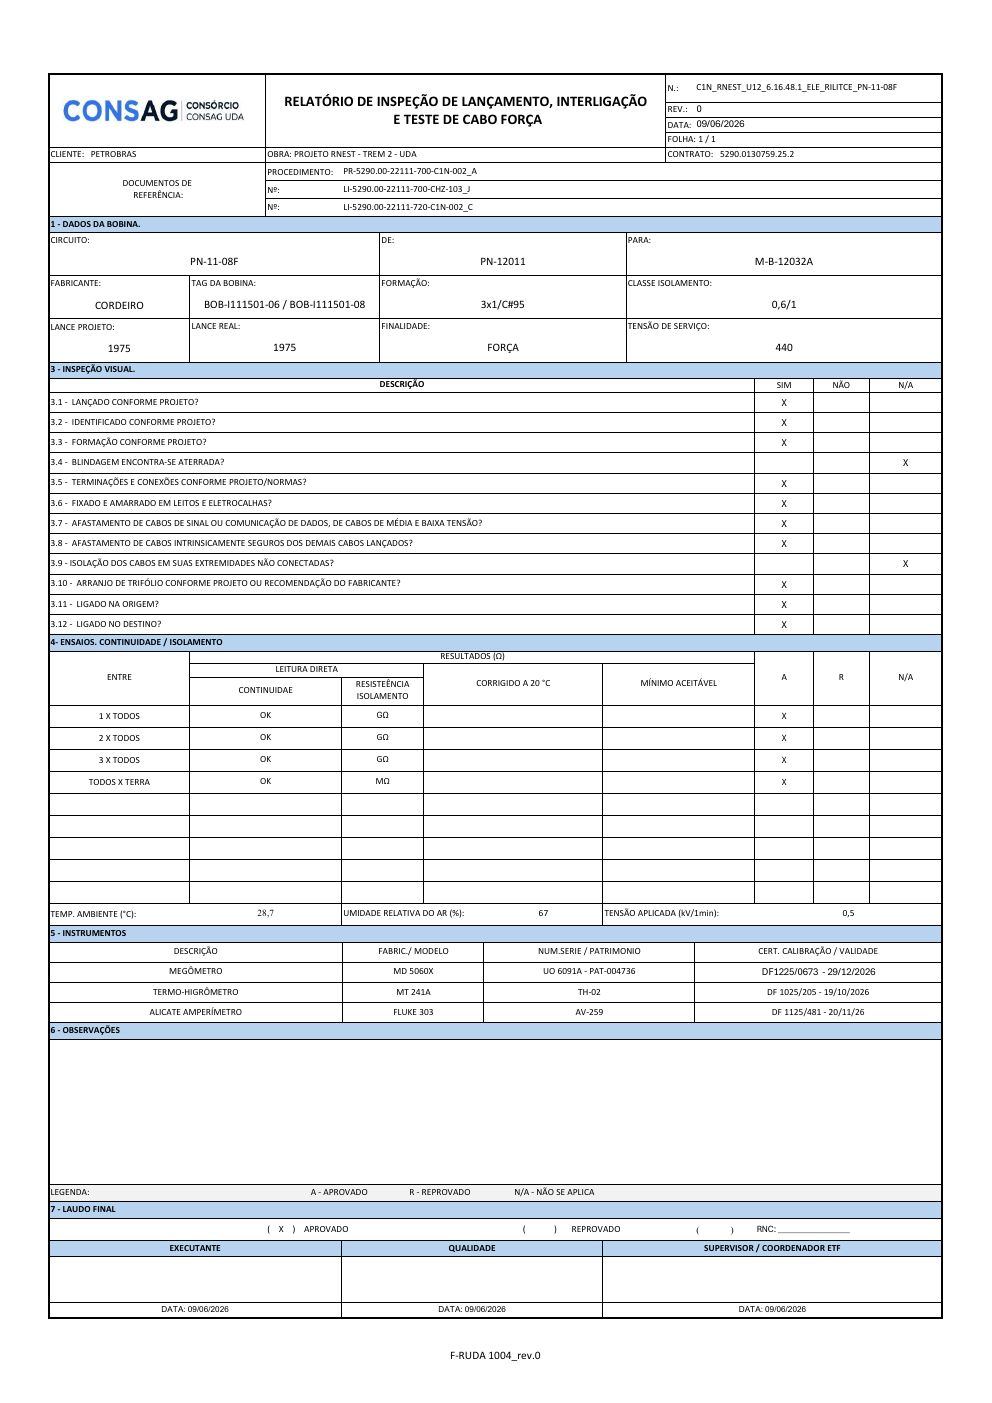 CONSAG CONSÓRCIO CONSAG UDA
RELATÓRIO DE INSPEÇÃO DE LANÇAMENTO, INTERLIGAÇÃO
E TESTE DE CABO FORÇA
N.: C1N_RNEST_U12_6.16.48.1_ELE_RILITCE_PN-11-08F
REV.: 0
DATA: 09/06/2026
FOLHA: 1 / 1
CLIENTE: PETROBRAS OBRA: PROJETO RNEST - TREM 2 - UDA CONTRATO: 5290.0130759.25.2
DOCUMENTOS DE
REFERÊNCIA:
PROCEDIMENTO: PR-5290.00-22111-700-C1N-002_A
Nº: LI-5290.00-22111-700-CHZ-103_J
Nº: LI-5290.00-22111-720-C1N-002_C
1 - DADOS DA BOBINA.
CIRCUITO: DE: PARA:
PN-11-08F PN-12011 M-B-12032A
FABRICANTE: TAG DA BOBINA: FORMAÇÃO: CLASSE ISOLAMENTO:
CORDEIRO BOB-I111501-06 / BOB-I111501-08 3x1/C#95 0,6/1
LANCE PROJETO: LANCE REAL: FINALIDADE: TENSÃO DE SERVIÇO:
1975 1975 FORÇA 440
3 - INSPEÇÃO VISUAL.
DESCRIÇÃO SIM NÃO N/A
3.1 - LANÇADO CONFORME PROJETO? X
3.2 - IDENTIFICADO CONFORME PROJETO? X
3.3 - FORMAÇÃO CONFORME PROJETO? X
3.4 - BLINDAGEM ENCONTRA-SE ATERRADA? X
3.5 - TERMINAÇÕES E CONEXÕES CONFORME PROJETO/NORMAS? X
3.6 - FIXADO E AMARRADO EM LEITOS E ELETROCALHAS? X
3.7 - AFASTAMENTO DE CABOS DE SINAL OU COMUNICAÇÃO DE DADOS, DE CABOS DE MÉDIA E BAIXA TENSÃO? X
3.8 - AFASTAMENTO DE CABOS INTRINSICAMENTE SEGUROS DOS DEMAIS CABOS LANÇADOS? X
3.9 - ISOLAÇÃO DOS CABOS EM SUAS EXTREMIDADES NÃO CONECTADAS? X
3.10 - ARRANJO DE TRIFÓLIO CONFORME PROJETO OU RECOMENDAÇÃO DO FABRICANTE? X
3.11 - LIGADO NA ORIGEM? X
3.12 - LIGADO NO DESTINO? X
4- ENSAIOS. CONTINUIDADE / ISOLAMENTO
RESULTADOS (Ω)
LEITURA DIRETA
ENTRE CONTINUIDAE RESISTEÊNCIA
ISOLAMENTO CORRIGIDO A 20 °C MÍNIMO ACEITÁVEL A R N/A
1 X TODOS OK GΩ X
2 X TODOS OK GΩ X
3 X TODOS OK GΩ X
TODOS X TERRA OK MΩ X
TEMP. AMBIENTE (°C): 28,7 UMIDADE RELATIVA DO AR (%): 67 TENSÃO APLICADA (kV/1min): 0,5
5 - INSTRUMENTOS
DESCRIÇÃO FABRIC./ MODELO NUM.SERIE / PATRIMONIO CERT. CALIBRAÇÃO / VALIDADE
MEGÔMETRO MD 5060X UO 6091A - PAT-004736 DF1225/0673 - 29/12/2026
TERMO-HIGRÔMETRO MT 241A TH-02 DF 1025/205 - 19/10/2026
ALICATE AMPERÍMETRO FLUKE 303 AV-259 DF 1125/481 - 20/11/26
6 - OBSERVAÇÕES
LEGENDA: A - APROVADO R - REPROVADO N/A - NÃO SE APLICA
7 - LAUDO FINAL
( X ) APROVADO ( ) REPROVADO ( ) RNC: _______________
EXECUTANTE QUALIDADE SUPERVISOR / COORDENADOR ETF
DATA: 09/06/2026 DATA: 09/06/2026 DATA: 09/06/2026
F-RUDA 1004_rev.0